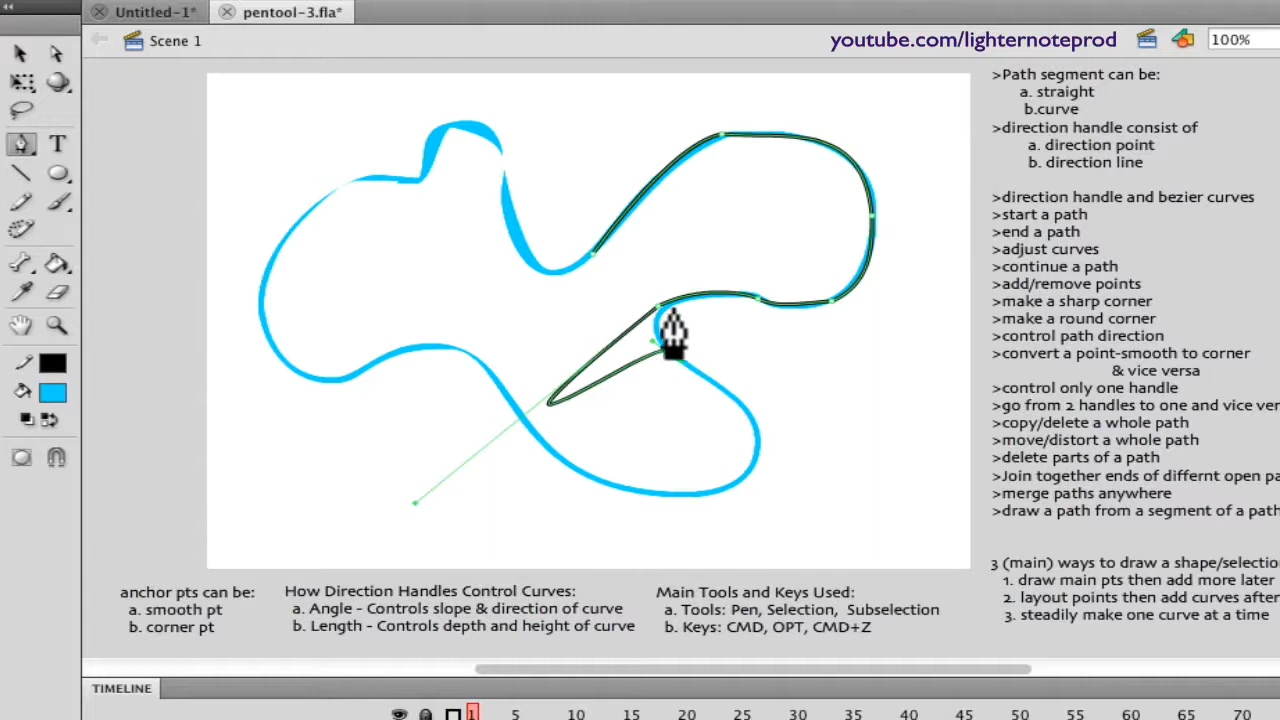 Untitled-1*
pentool-3.fla*
Scene 1
youtube.com/lighternoteprod
100%
T
>Path segment can be:
a. straight
b.curve
>direction handle consist of
a. direction point
b. direction line
>direction handle and bezier curves
>start a path
>end a path
>adjust curves
>continue a path
>add/remove points
>make a sharp corner
>make a round corner
>control path direction
>convert a point-smooth to corner
& vice versa
>control only one handle
>go from 2 handles to one and vice
>copy/delete a whole path
>move/distort a whole path
>delete parts of a path
>Join together ends of differnt open
>merge paths anywhere
>draw a path from a segment of a path
3 (main) ways to draw a
1. draw main pts then add more later
2. layout points then add curves after
3. steadily make one curve at a time
anchor pts can be:
a. smooth pt
b. corner pt
How Direction Handles Control Curves:
a. Angle - Controls slope & direction of curve
b. Length - Controls depth and height of curve
Main Tools and Keys Used:
a. Tools: Pen, Selection, Subselection
b. Keys: CMD, OPT, CMD+Z
TIMELINE
1 5 10 15 20 25 30 35 40 45 50 55 60 65 70